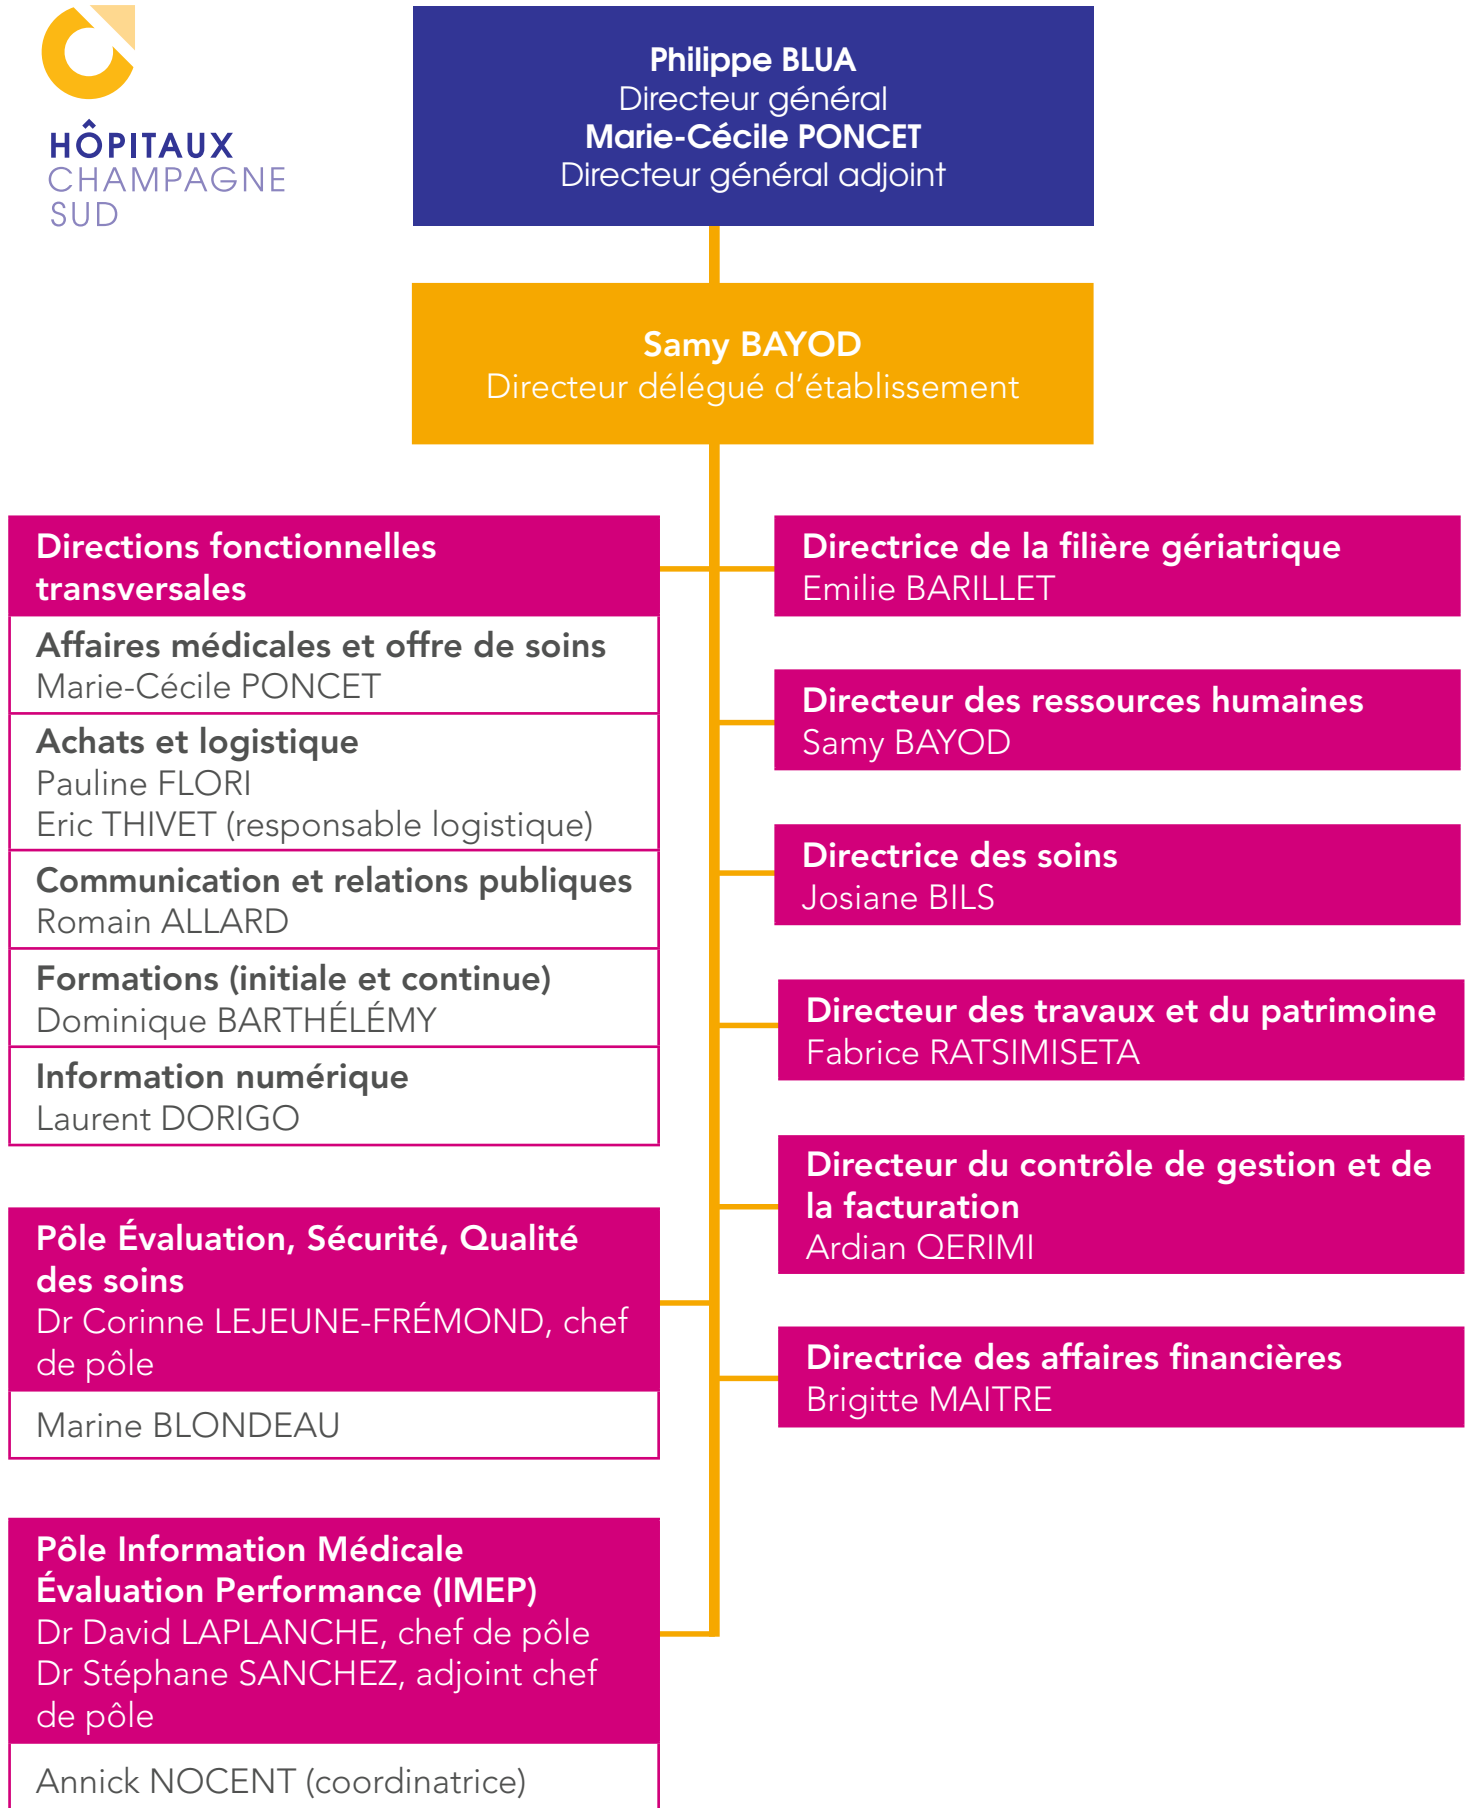 HÔPITAUX
CHAMPAGNE
SUD
Philippe BLUA
Directeur général
Marie-Cécile PONCET
Directeur général adjoint
Samy BAYOD
Directeur délégué d’établissement
Directions fonctionnelles
transversales
Affaires médicales et offre de soins
Marie-Cécile PONCET
Achats et logistique
Pauline FLORI
Eric THIVET (responsable logistique)
Communication et relations publiques
Romain ALLARD
Formations (initiale et continue)
Dominique BARTHÉLÉMY
Information numérique
Laurent DORIGO
Pôle Évaluation, Sécurité, Qualité
des soins
Dr Corinne LEJEUNE-FRÉMOND, chef
de pôle
Marine BLONDEAU
Pôle Information Médicale
Évaluation Performance (IMEP)
Dr David LAPLANCHE, chef de pôle
Dr Stéphane SANCHEZ, adjoint chef
de pôle
Annick NOCENT (coordinatrice)
Directrice de la filière gériatrique
Emilie BARILLET
Directeur des ressources humaines
Samy BAYOD
Directrice des soins
Josiane BILS
Directeur des travaux et du patrimoine
Fabrice RATSIMISETA
Directeur du contrôle de gestion et de
la facturation
Ardian QERIMI
Directrice des affaires financières
Brigitte MAITRE